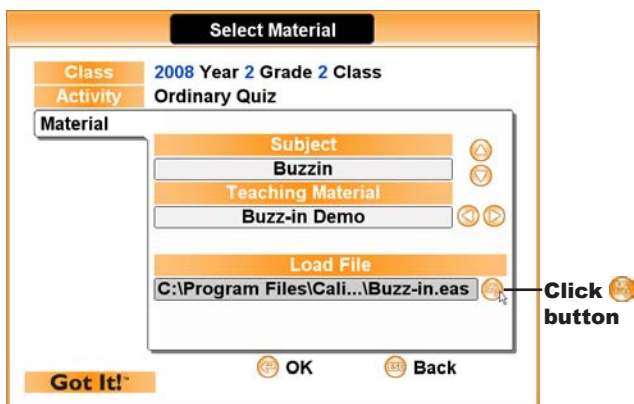 Select Material
Class 2008 Year 2 Grade 2 Class
Activity Ordinary Quiz
Material
Subject
Buzzin
Teaching Material
Buzz-in Demo
Load File
C:\Program Files\Cali...\Buzz-in.eas
Click
button
OK Back
Got It!™